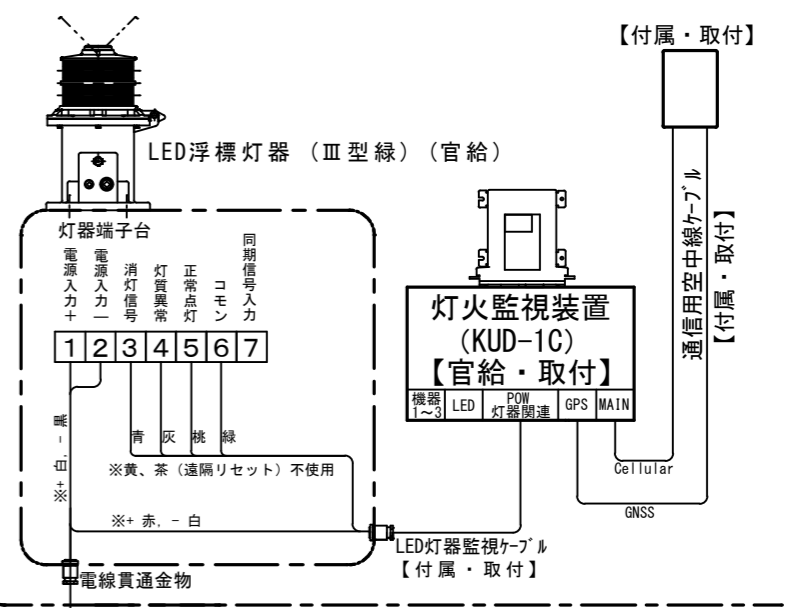 【付属・取付】
LED浮標灯器 (Ⅲ型緑) (官給)
灯器端子台
電源入力+
電源入力—
消灯信号
灯質異常
正常点灯
コモン
同期信号入力
1 2 3 4 5 6 7
灯火監視装置
(KUD-1C)
【官給・取付】
機器
1~3
LED
POW
灯器関連
GPS
MAIN
通信用空中線ケーブル
【付属・取付】
※+ 白, - 黒
青 灰 桃 緑
※黄、茶(遠隔リセット)不使用
※+ 赤, - 白
Cellular
GNSS
LED灯器監視ケーブル
【付属・取付】
電線貫通金物